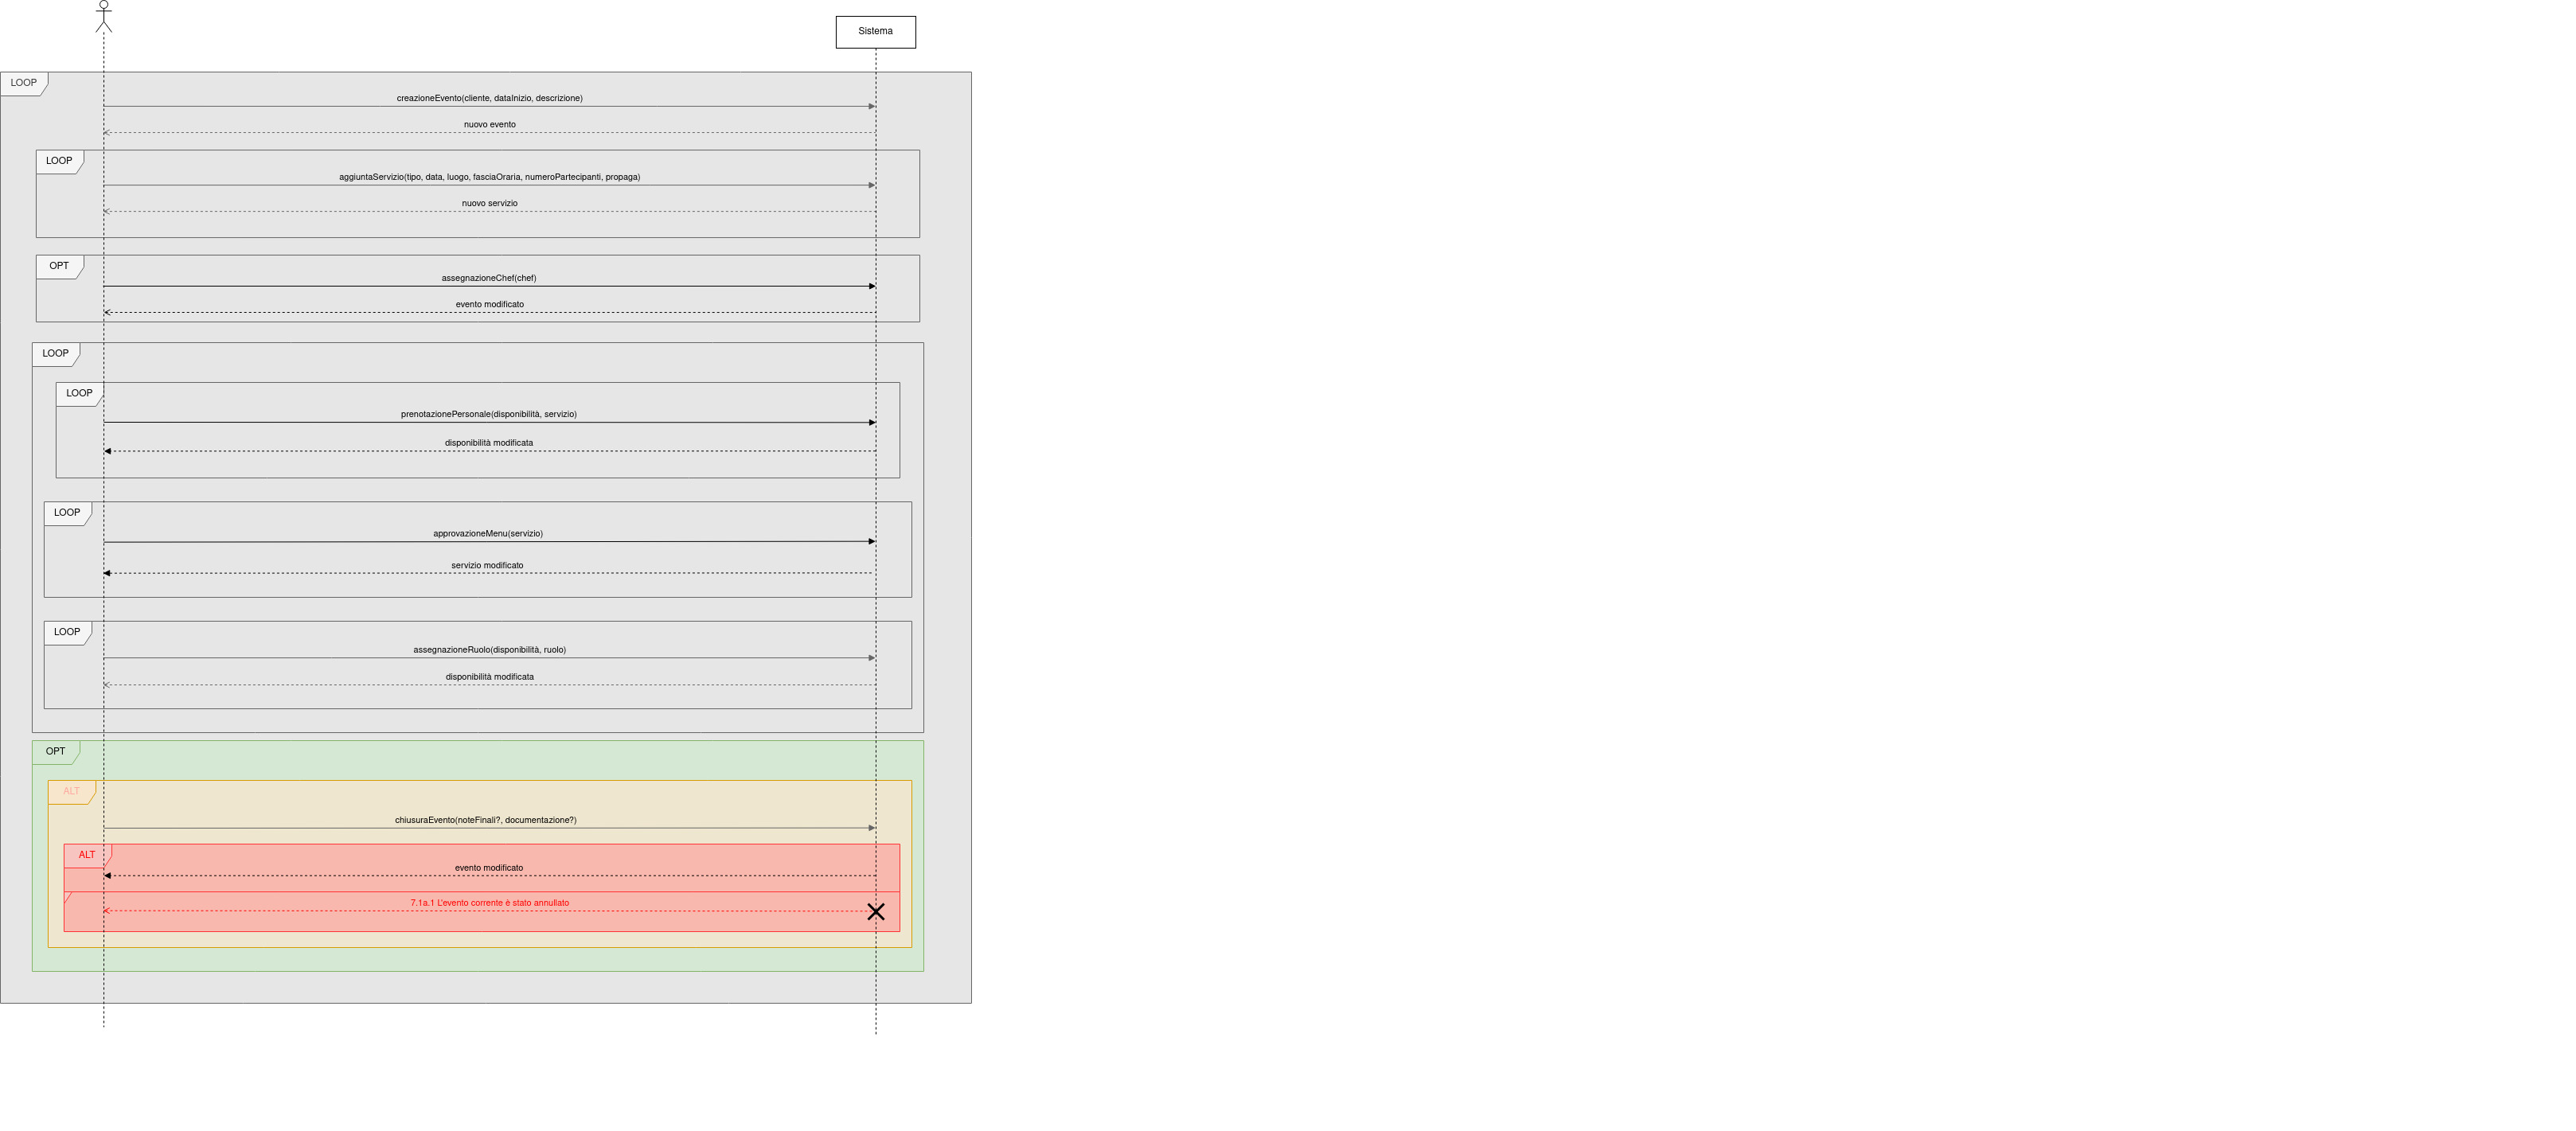 Sistema
LOOP
creazioneEvento(cliente, dataInizio, descrizione)
nuovo evento
LOOP
aggiuntaServizio(tipo, data, luogo, fasciaOraria, numeroPartecipanti, propaga)
nuovo servizio
OPT
assegnazioneChef(chef)
evento modificato
LOOP
LOOP
prenotazionePersonale(disponibilità, servizio)
disponibilità modificata
LOOP
approvazioneMenu(servizio)
servizio modificato
LOOP
assegnazioneRuolo(disponibilità, ruolo)
disponibilità modificata
OPT
ALT
chiusuraEvento(noteFinali?, documentazione?)
ALT
evento modificato
7.1a.1 L'evento corrente è stato annullato